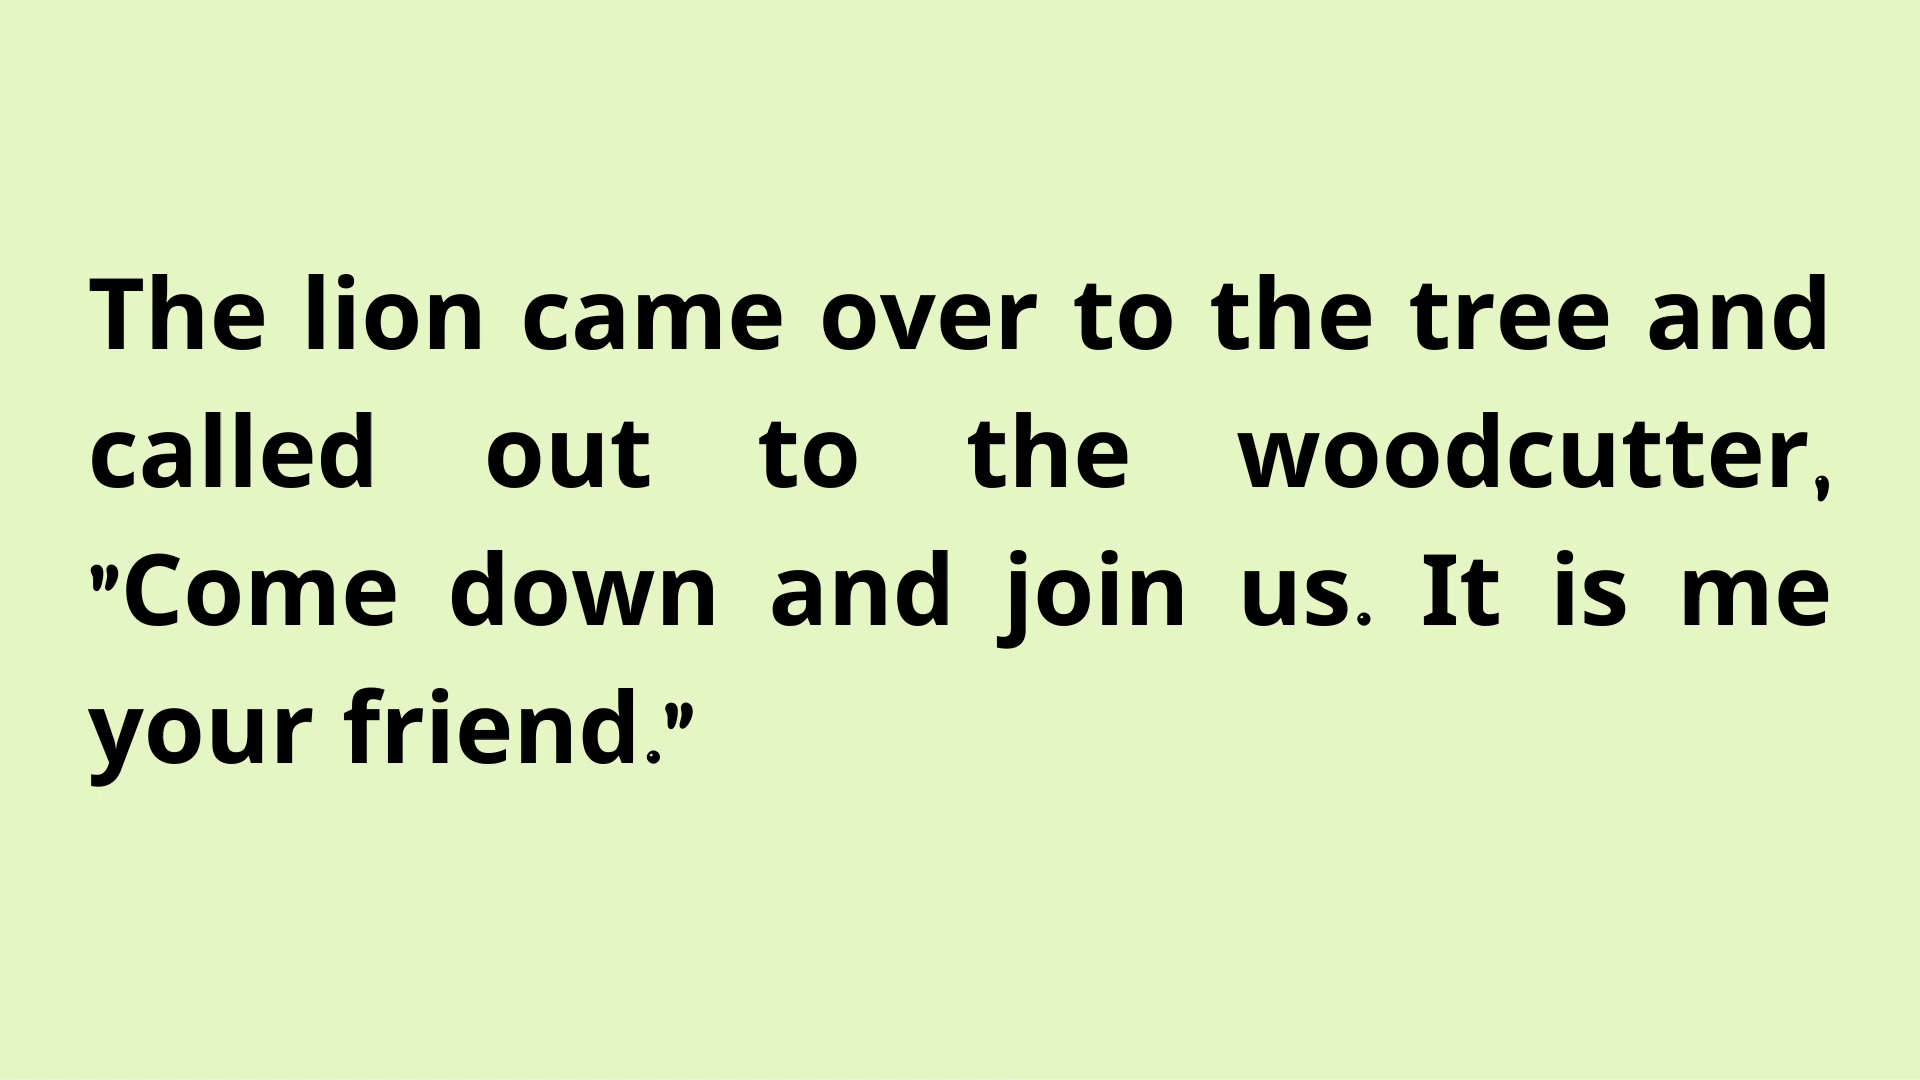 The lion came over to the tree and
called out to the woodcutter,
”Come down and join us. It is me
your friend.”